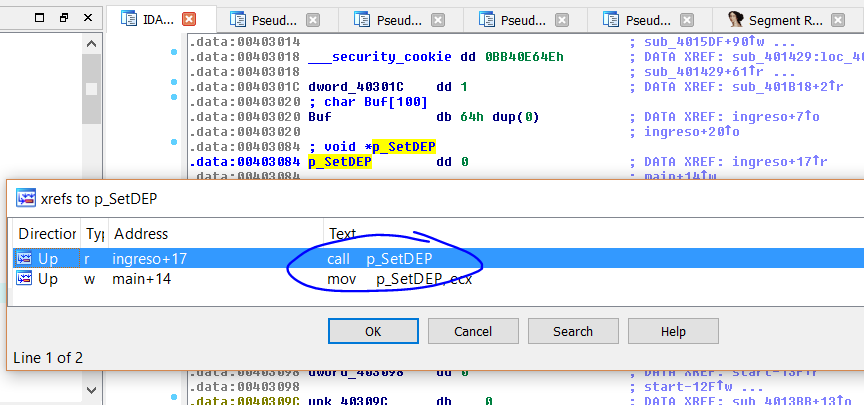 IDA... Pseud... Pseud... Pseud... Pseud... Segment R...
.data:00403014 ; sub_4015DF+90↑w ...
.data:00403018 ___security_cookie dd 0BB40E64Eh ; DATA XREF: sub_401429:loc_40
.data:00403018 ; sub_401429+61↑r ...
.data:0040301C dword_40301C dd 1 ; DATA XREF: sub_401B18+2↑r
.data:00403020 ; char Buf[100]
.data:00403020 Buf db 64h dup(0) ; DATA XREF: ingreso+7↑o
.data:00403020 ; ingreso+20↑o
.data:00403084 ; void *p_SetDEP
.data:00403084 p_SetDEP dd 0 ; DATA XREF: ingreso+17↑r
.data:00403084 ; main+14↑w
xrefs to p_SetDEP
Direction Ty Address Text
Up r ingreso+17 call p_SetDEP
Up w main+14 mov p_SetDEP, ecx
OK Cancel Search Help
Line 1 of 2
.data:00403098 dword_403098 dd 0 ; DATA XREF: start-13F↑r
.data:00403098 ; start-12F↑w ...
.data:0040309C unk_40309C db 0 ; DATA XREF: sub_4013BB+13↑o